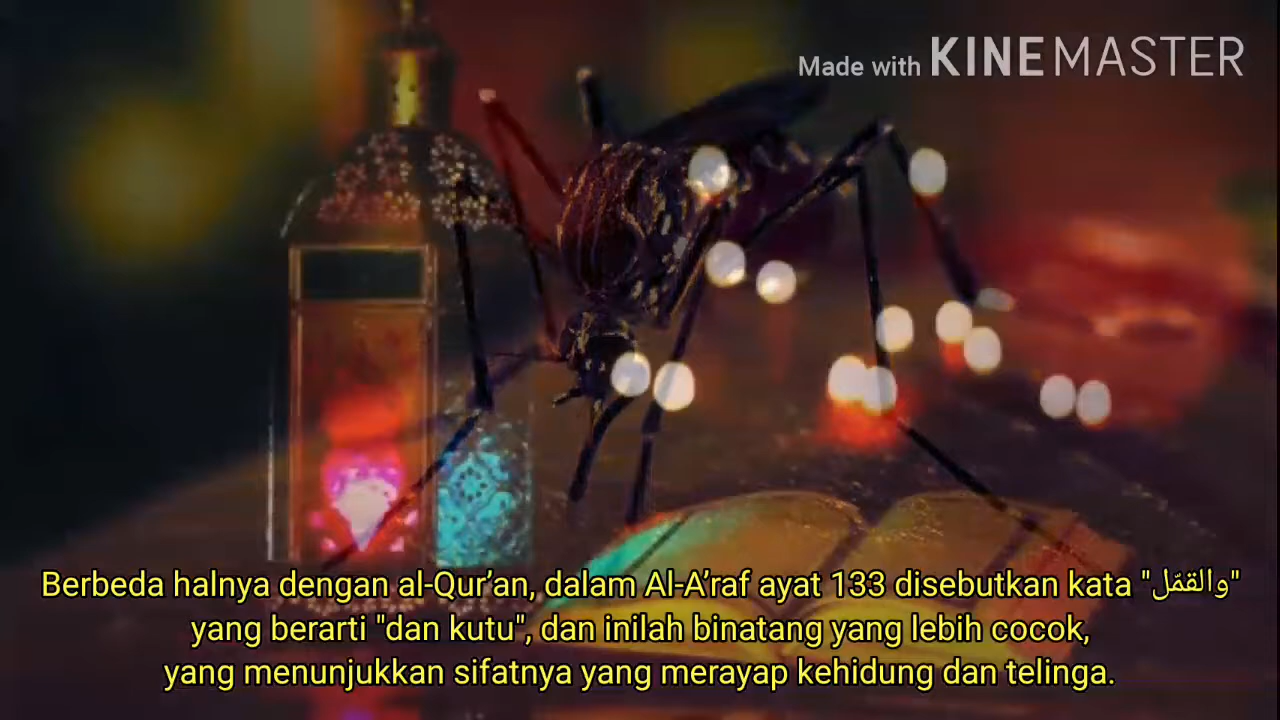 Made with KINEMASTER
Berbeda halnya dengan al-Qur’an, dalam Al-A’raf ayat 133 disebutkan kata "والقمّل"
yang berarti "dan kutu", dan inilah binatang yang lebih cocok,
yang menunjukkan sifatnya yang merayap kehidung dan telinga.